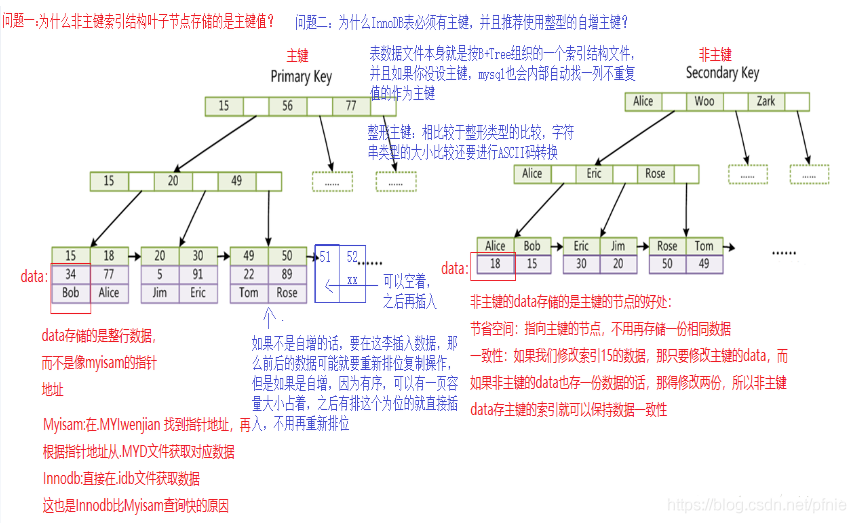 问题一:为什么非主键索引结构叶子节点存储的是主键值?
问题二：为什么InnoDB表必须有主键，并且推荐使用整型的自增主键?
主键
Primary Key
表数据文件本身就是按B+Tree组织的一个索引结构文件，
并且如果你没设主键，mysql也会内部自动找一列不重复
值的作为主键
整形主键：相比较于整形类型的比较，字符
串类型的大小比较还要进行ASCII码转换
非主键
Secondary Key
15 56 77
Alice Woo Zark
15 20 49
...... ......
Alice Eric Rose
...... ......
15 18 20 30 49 50 51 52
data: 34 77 5 91 22 89 xx ......
Bob Alice Jim Eric Tom Rose
可以空着，
之后再插入
Alice Bob Eric Jim Rose Tom
data: 18 15 30 20 50 49
......
data存储的是整行数据，
而不是像myisam的指针
地址
如果不是自增的话，要在这李插入数据，那
么前后的数据可能就要重新排位复制操作，
但是如果是自增，因为有序，可以有一页容
量大小占着，之后有排这个为位的就直接插
入，不用再重新排位
非主键的data存储的是主键的节点的好处：
节省空间：指向主键的节点，不用再存储一份相同数据
一致性：如果我们修改索引15的数据，那只要修改主键的data，而
如果非主键的data也存一份数据的话，那得修改两份，所以非主键
data存主键的索引就可以保持数据一致性
Myisam:在.MYIwenjian 找到指针地址，再
根据指针地址从.MYD文件获取对应数据
Innodb:直接在.idb文件获取数据
这也是Innodb比Myisam查询快的原因
https://blog.csdn.net/pfnie